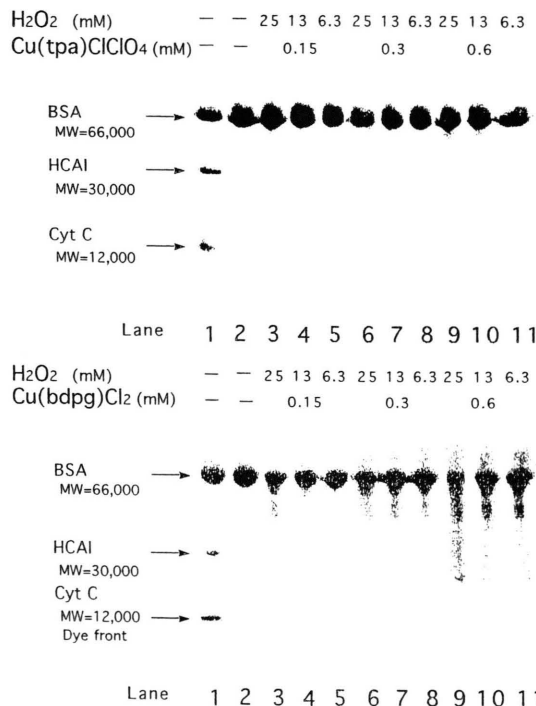 H2O2 (mM) — — 25 13 6.3 25 13 6.3 25 13 6.3
Cu(tpa)ClClO4 (mM) — — 0.15 0.3 0.6
BSA
MW=66,000
HCAI
MW=30,000
Cyt C
MW=12,000
Lane 1 2 3 4 5 6 7 8 9 10 11
H2O2 (mM) — — 25 13 6.3 25 13 6.3 25 13 6.3
Cu(bdpg)Cl2 (mM) — — 0.15 0.3 0.6
BSA
MW=66,000
HCAI
MW=30,000
Cyt C
MW=12,000
Dye front
Lane 1 2 3 4 5 6 7 8 9 10 11